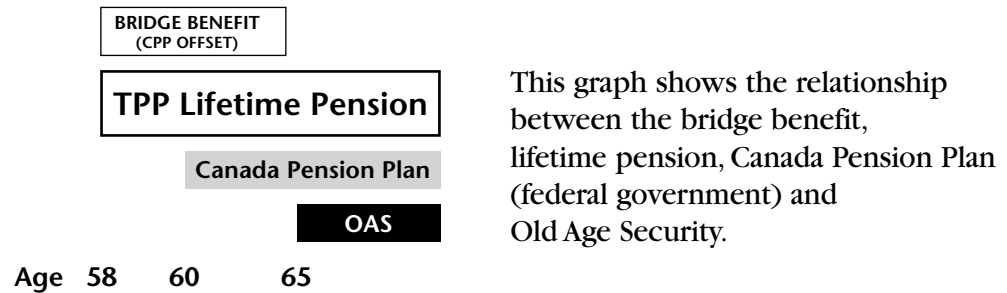 BRIDGE BENEFIT
(CPP OFFSET)
TPP Lifetime Pension
Canada Pension Plan
OAS
Age 58 60 65
This graph shows the relationship
between the bridge benefit,
lifetime pension, Canada Pension Plan
(federal government) and
Old Age Security.